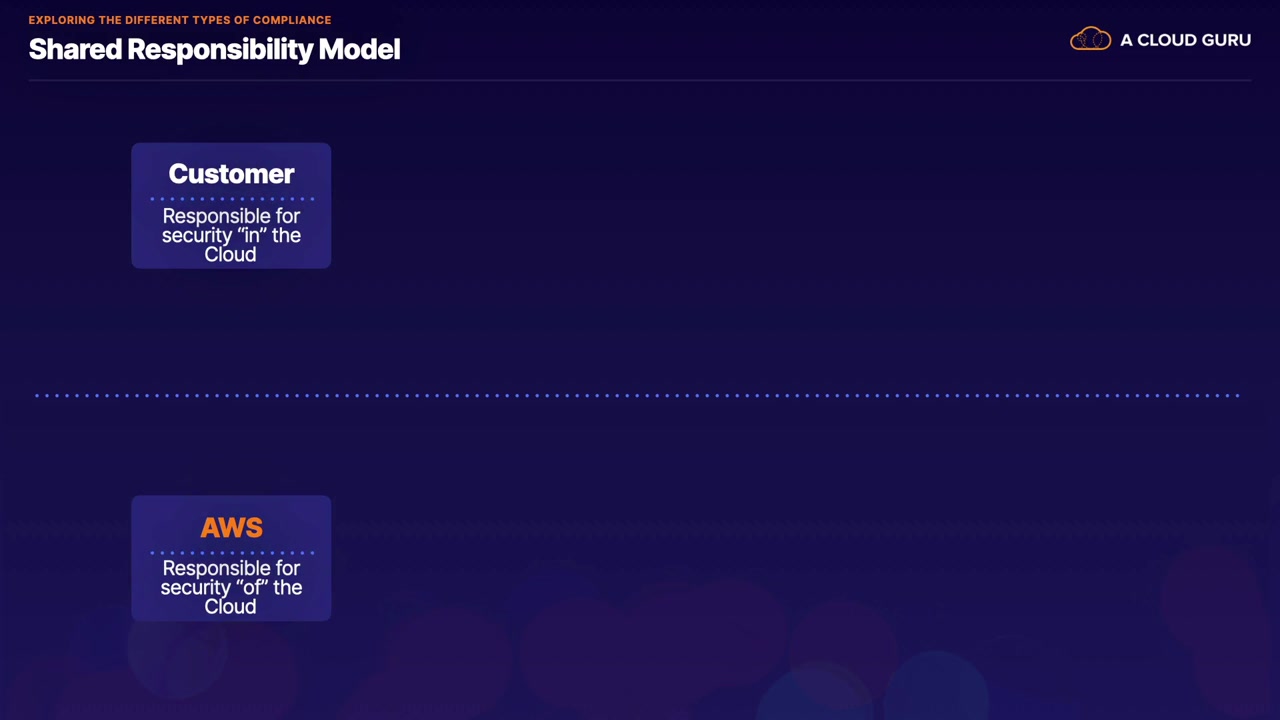 EXPLORING THE DIFFERENT TYPES OF COMPLIANCE
Shared Responsibility Model
A CLOUD GURU
Customer
Responsible for
security “in” the
Cloud
AWS
Responsible for
security “of” the
Cloud